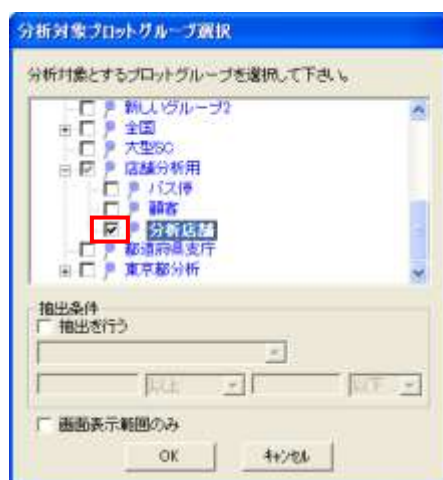 分析対象プロットグループ選択
分析対象とするプロットグループを選択して下さい。
新しいグループ2
全国
大型SC
店舗分析用
バス停
顧客
分析店舗
都道府県支庁
東京都分析
抽出条件
抽出を行う
以上
以下
画面表示範囲のみ
OK
キャンセル